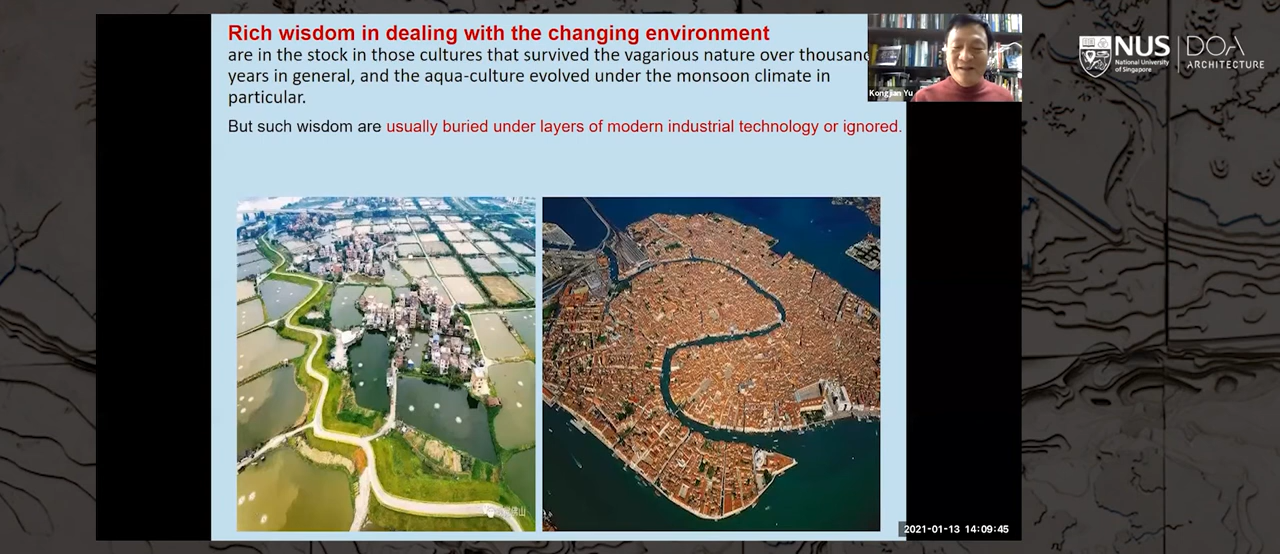 Rich wisdom in dealing with the changing environment
are in the stock in those cultures that survived the vagarious nature over thousand
years in general, and the aqua-culture evolved under the monsoon climate in
particular.
But such wisdom are usually buried under layers of modern industrial technology or ignored.
Kongjian Yu
NUS
National University
of Singapore
DOA
ARCHITECTURE
佛山
2021-01-13 14:09:45